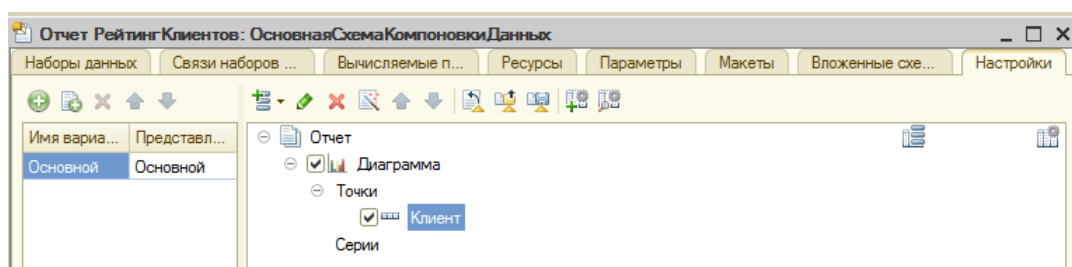 Отчет РейтингКлиентов: ОсновнаяСхемаКомпоновкиДанных
Наборы данных Связи наборов ... Вычисляемые п... Ресурсы Параметры Макеты Вложенные схе... Настройки
Имя вариа... Представл...
Основной Основной
Отчет
Диаграмма
Точки
Клиент
Серии